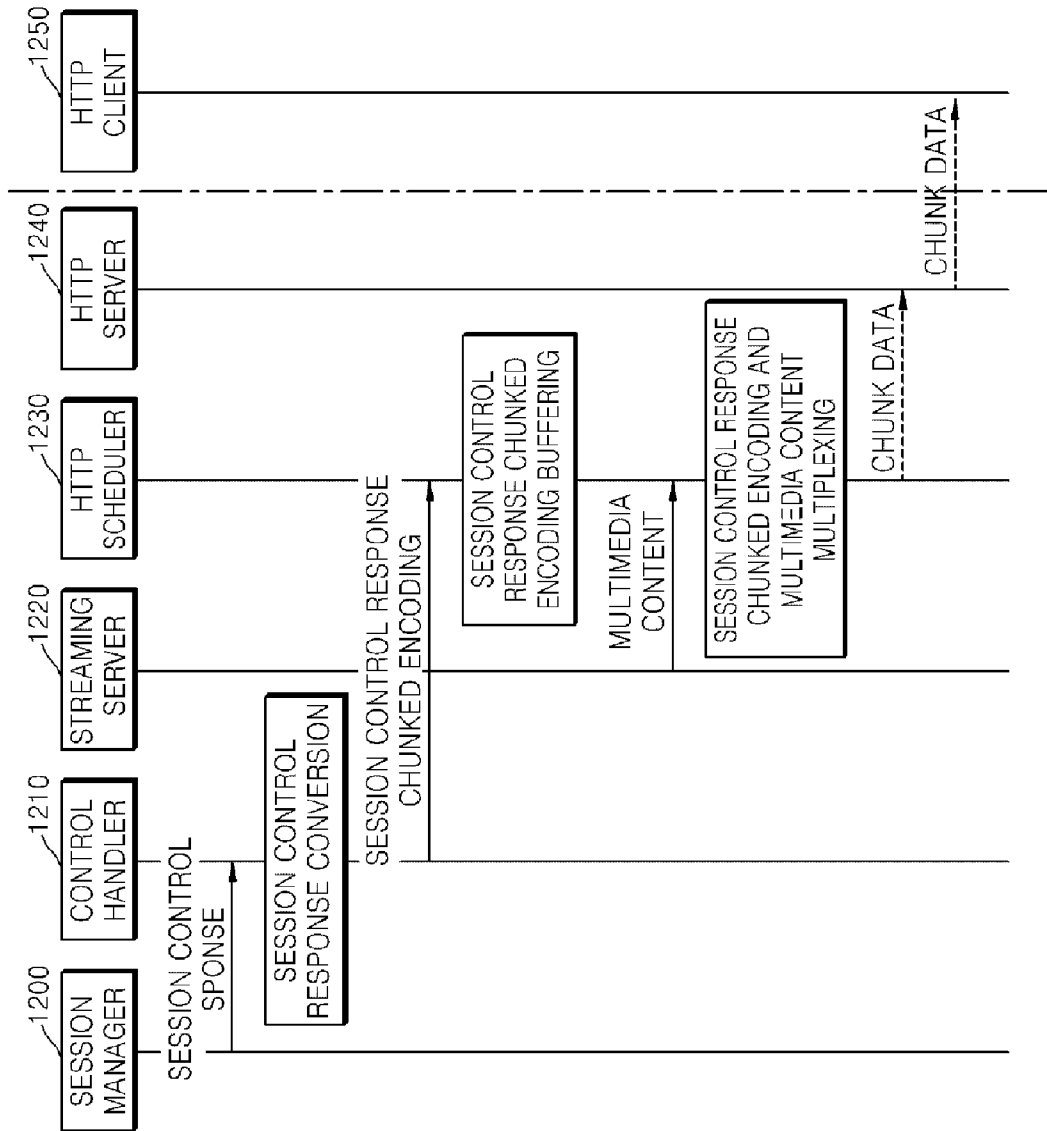 1200
SESSION
MANAGER
1210
CONTROL
HANDLER
1220
STREAMING
SERVER
1230
HTTP
SCHEDULER
1240
HTTP
SERVER
1250
HTTP
CLIENT
SESSION CONTROL
SPONSE
SESSION CONTROL
RESPONSE CONVERSION
SESSION CONTROL RESPONSE
CHUNKED ENCODING
SESSION CONTROL
RESPONSE CHUNKED
ENCODING BUFFERING
MULTIMEDIA
CONTENT
SESSION CONTROL RESPONSE
CHUNKED ENCODING AND
MULTIMEDIA CONTENT
MULTIPLEXING
CHUNK DATA
CHUNK DATA